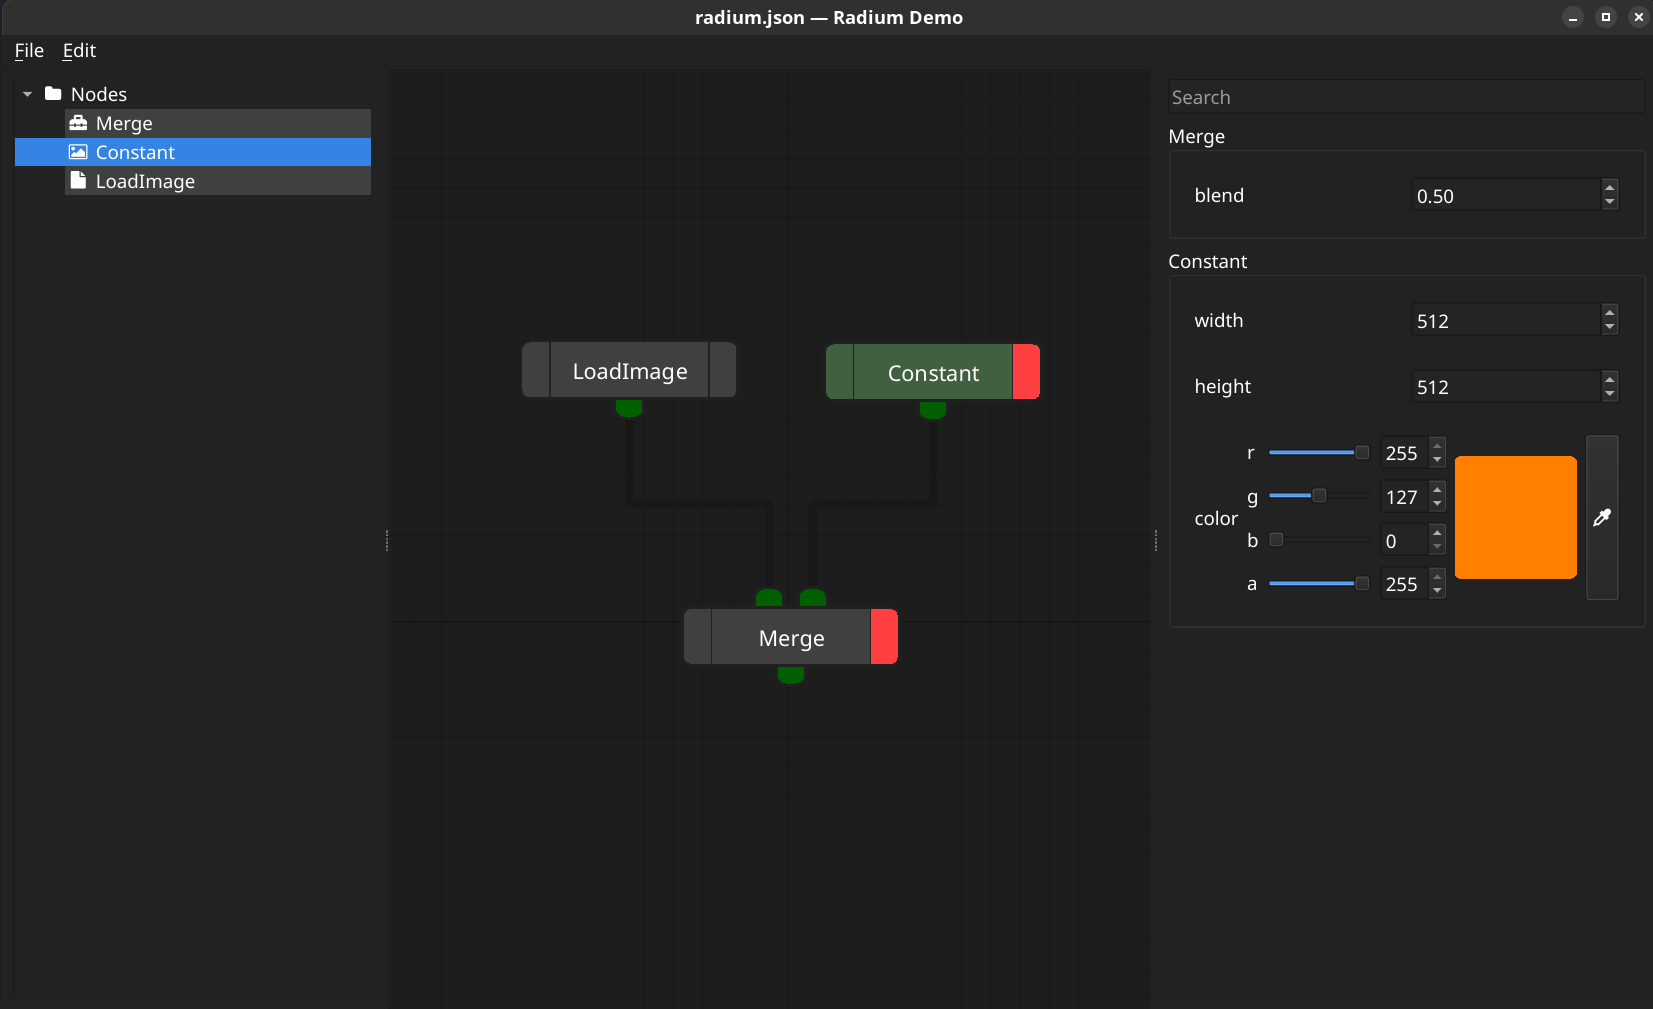 radium.json — Radium Demo
File Edit
Nodes
Merge
Constant
LoadImage
LoadImage
Constant
Merge
Search
Merge
blend 0.50
Constant
width 512
height 512
color
r 255
g 127
b 0
a 255